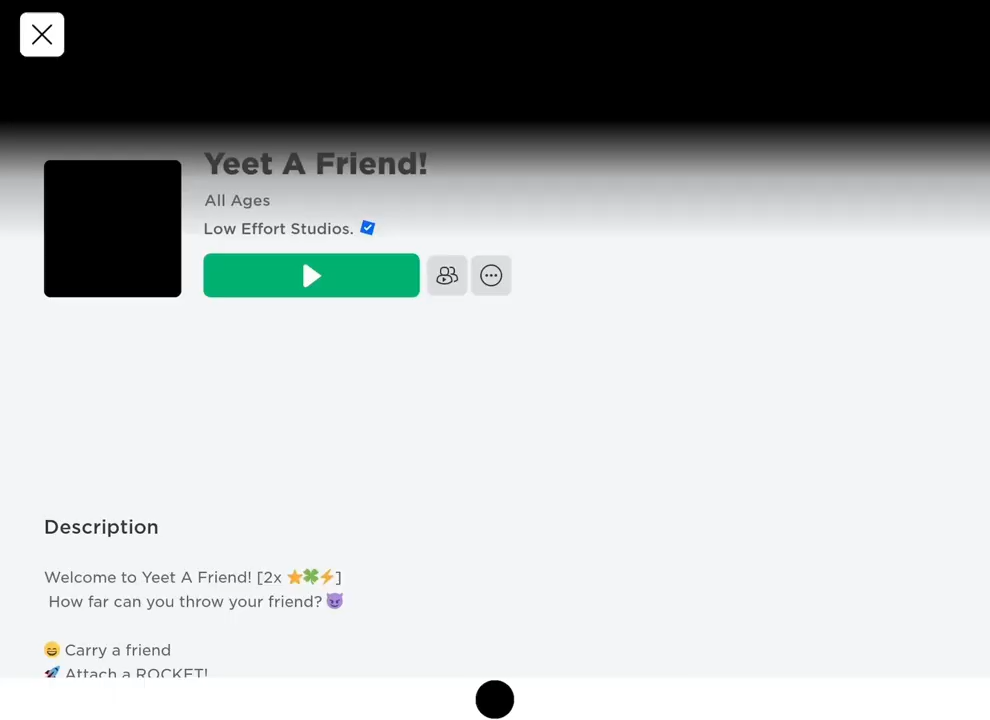 Yeet A Friend!
All Ages
Low Effort Studios.
Description
Welcome to Yeet A Friend! [2x ⭐🍀⚡]
How far can you throw your friend? 😈
😄 Carry a friend
🚀 Attach a ROCKET!